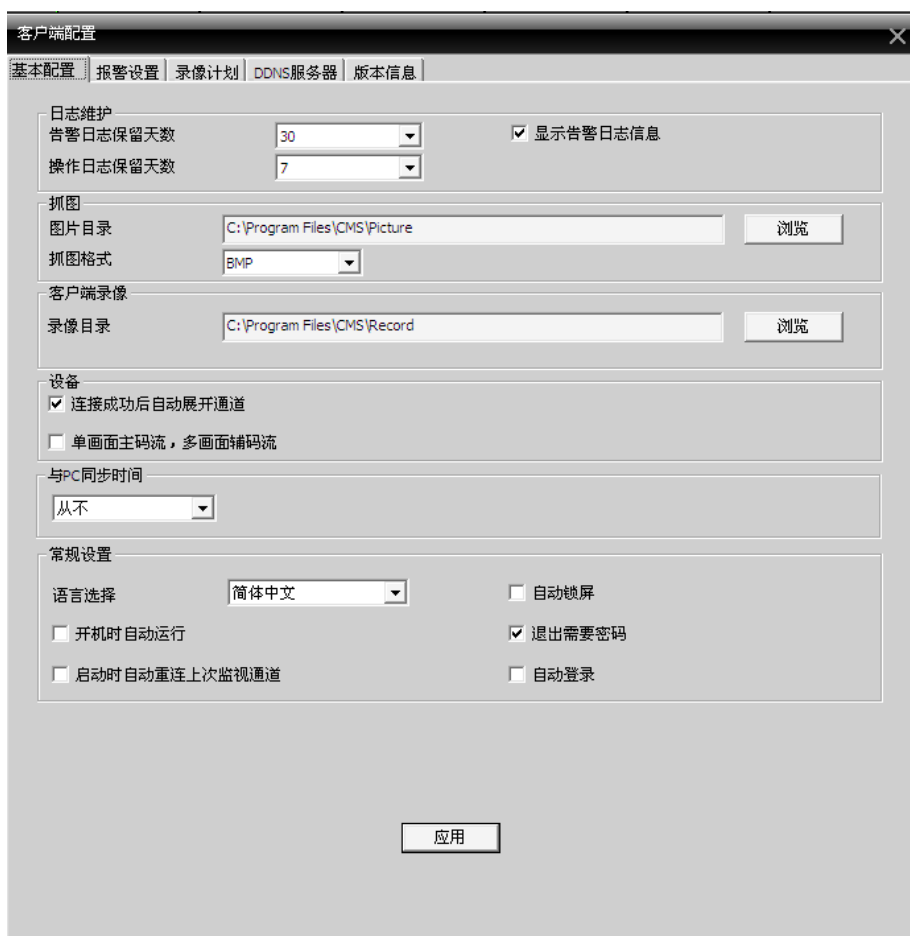 客户端配置
基本配置 报警设置 录像计划 DDNS服务器 版本信息
日志维护
告警日志保留天数 30 显示告警日志信息
操作日志保留天数 7
抓图
图片目录 C:\Program Files\CMS\Picture 浏览
抓图格式 BMP
客户端录像
录像目录 C:\Program Files\CMS\Record 浏览
设备
连接成功后自动展开通道
单画面主码流，多画面辅码流
与PC同步时间
从不
常规设置
语言选择 简体中文 自动锁屏
开机时自动运行 退出需要密码
启动时自动重连上次监视通道 自动登录
应用